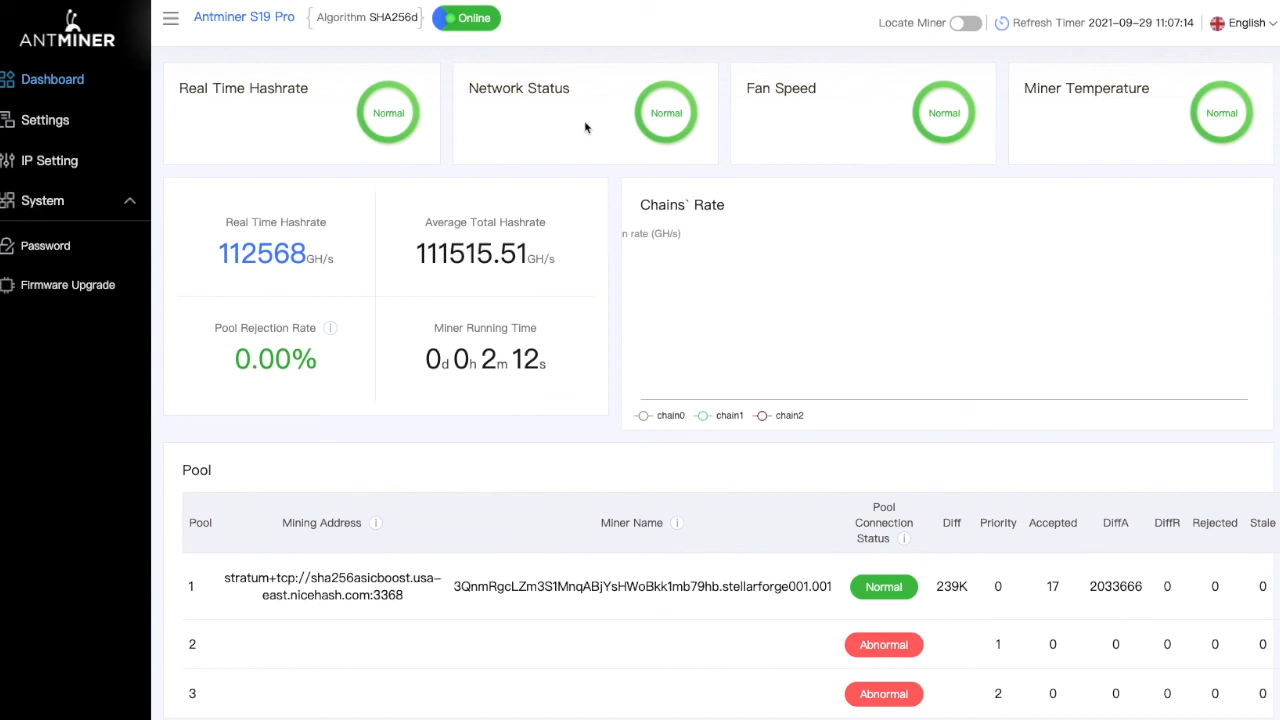 ANTMINER
Antminer S19 Pro
Algorithm SHA256d
Online
Locate Miner
Refresh Timer 2021-09-29 11:07:14
English
Dashboard
Settings
IP Setting
System
Password
Firmware Upgrade
Real Time Hashrate
Normal
Network Status
Normal
Fan Speed
Normal
Miner Temperature
Normal
Real Time Hashrate
112568GH/s
Average Total Hashrate
111515.51GH/s
Pool Rejection Rate i
0.00%
Miner Running Time
0d 0h 2m 12s
Chains` Rate
n rate (GH/s)
chain0 chain1 chain2
Pool
Pool Mining Address i Miner Name i Pool Connection Status i Diff Priority Accepted DiffA DiffR Rejected Stale
1 stratum+tcp://sha256asicboost.usa-east.nicehash.com:3368 3QnmRgcLZm3S1MnqABjYsHWoBkk1mb79hb.stellarforge001.001 Normal 239K 0 17 2033666 0 0 0
2 Abnormal 1 0 0 0 0 0
3 Abnormal 2 0 0 0 0 0